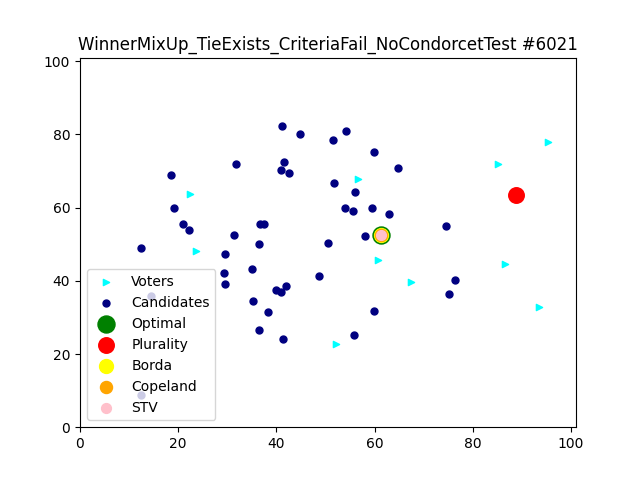 WinnerMixUp_TieExists_CriteriaFail_NoCondorcetTest #6021
100
80
60
40
20
0
Voters
Candidates
Optimal
Plurality
Borda
Copeland
STV
0 20 40 60 80 100